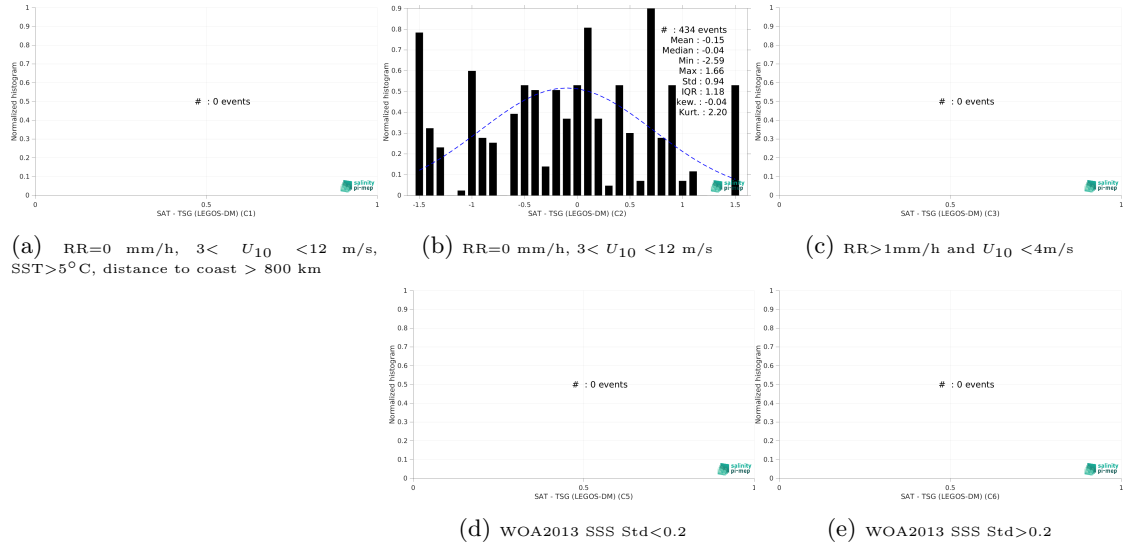 1
0.9
0.8
0.7
0.6
0.5
0.4
0.3
0.2
0.1
0
Normalized histogram
# : 0 events
0
0.5
1
SAT - TSG (LEGOS-DM) (C1)
salinity
pi-mep
(a) RR=0 mm/h, 3< U10 <12 m/s,
SST>5°C, distance to coast > 800 km
0.9
0.8
0.7
0.6
0.5
0.4
0.3
0.2
0.1
0
Normalized histogram
# : 434 events
Mean : -0.15
Median : -0.04
Min : -2.59
Max : 1.66
Std : 0.94
IQR : 1.18
kew. : -0.04
Kurt. : 2.20
-1.5
-1
-0.5
0
0.5
1
1.5
SAT - TSG (LEGOS-DM) (C2)
salinity
pi-mep
(b) RR=0 mm/h, 3< U10 <12 m/s
1
0.9
0.8
0.7
0.6
0.5
0.4
0.3
0.2
0.1
0
Normalized histogram
# : 0 events
0
0.5
1
SAT - TSG (LEGOS-DM) (C3)
salinity
pi-mep
(c) RR>1mm/h and U10 <4m/s
1
0.9
0.8
0.7
0.6
0.5
0.4
0.3
0.2
0.1
0
Normalized histogram
# : 0 events
0
0.5
1
SAT - TSG (LEGOS-DM) (C5)
salinity
pi-mep
(d) WOA2013 SSS Std<0.2
1
0.9
0.8
0.7
0.6
0.5
0.4
0.3
0.2
0.1
0
Normalized histogram
# : 0 events
0
0.5
1
SAT - TSG (LEGOS-DM) (C6)
salinity
pi-mep
(e) WOA2013 SSS Std>0.2